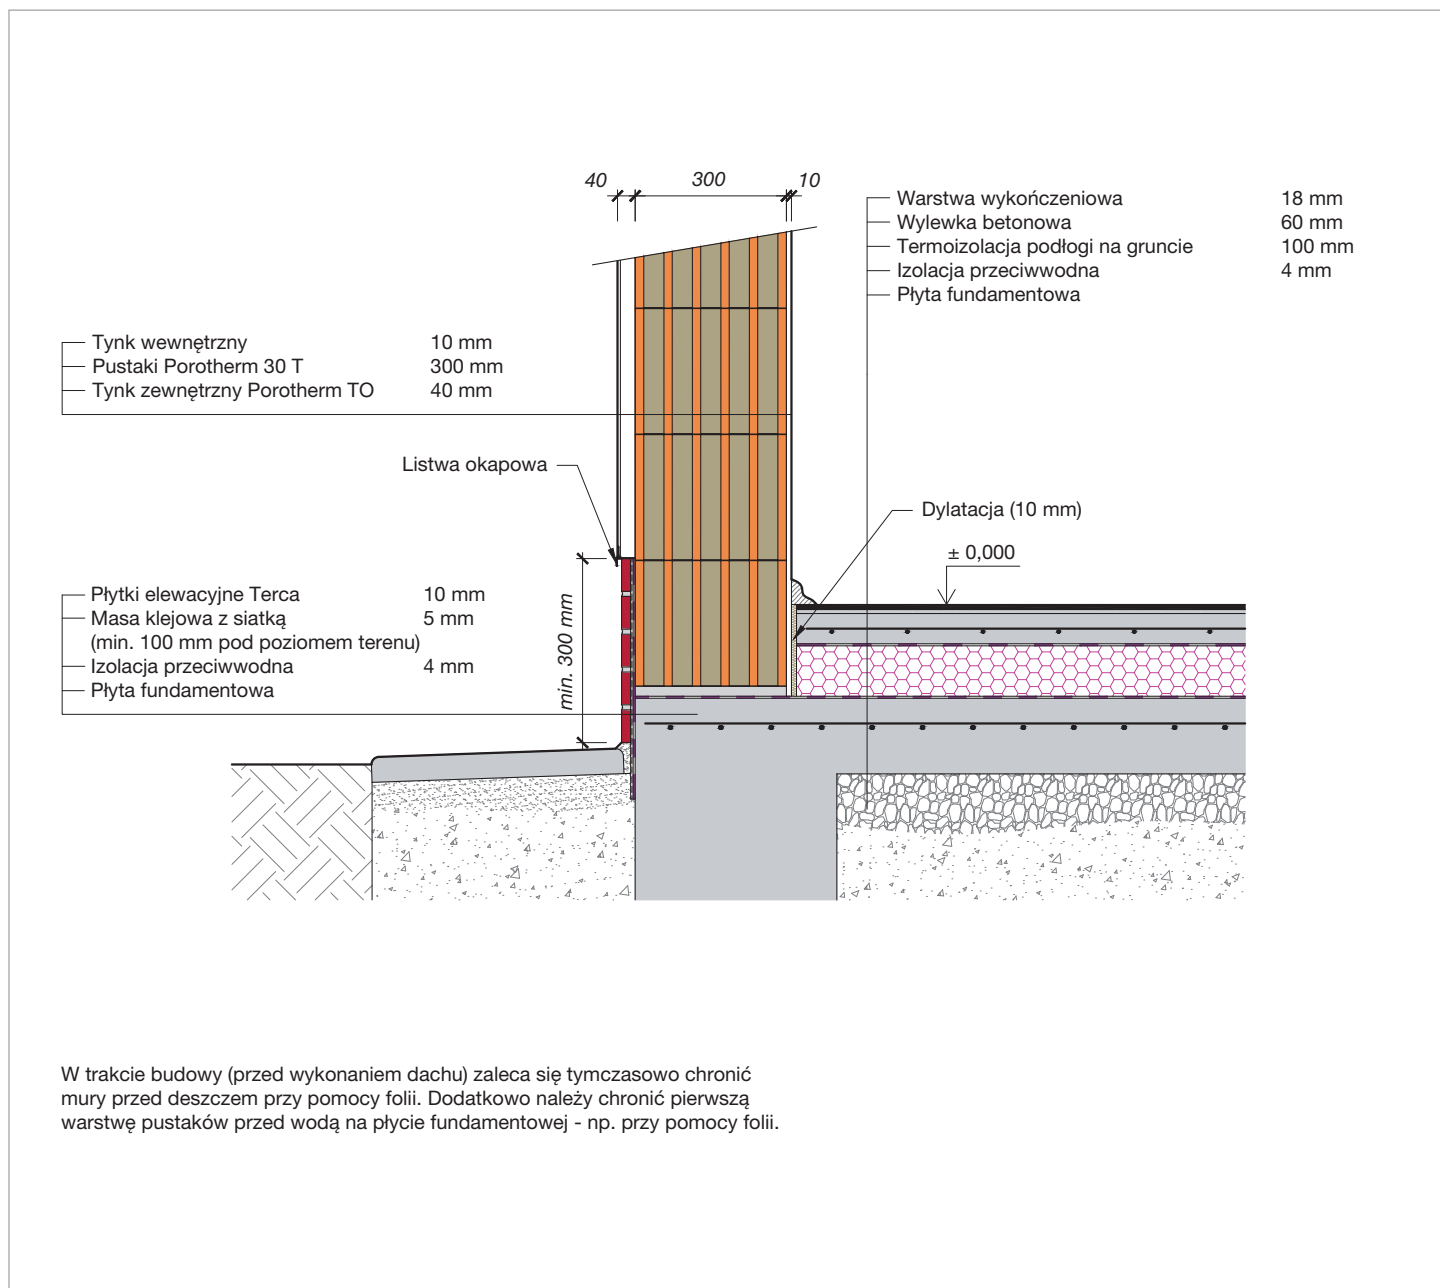 40
300
10
Warstwa wykończeniowa 18 mm
Wylewka betonowa 60 mm
Termoizolacja podłogi na gruncie 100 mm
Izolacja przeciwwodna 4 mm
Płyta fundamentowa
Tynk wewnętrzny 10 mm
Pustaki Porotherm 30 T 300 mm
Tynk zewnętrzny Porotherm TO 40 mm
Listwa okapowa
Dylatacja (10 mm)
± 0,000
Płytki elewacyjne Terca 10 mm
Masa klejowa z siatką 5 mm
(min. 100 mm pod poziomem terenu)
Izolacja przeciwwodna 4 mm
Płyta fundamentowa
min. 300 mm
W trakcie budowy (przed wykonaniem dachu) zaleca się tymczasowo chronić
mury przed deszczem przy pomocy folii. Dodatkowo należy chronić pierwszą
warstwę pustaków przed wodą na płycie fundamentowej - np. przy pomocy folii.